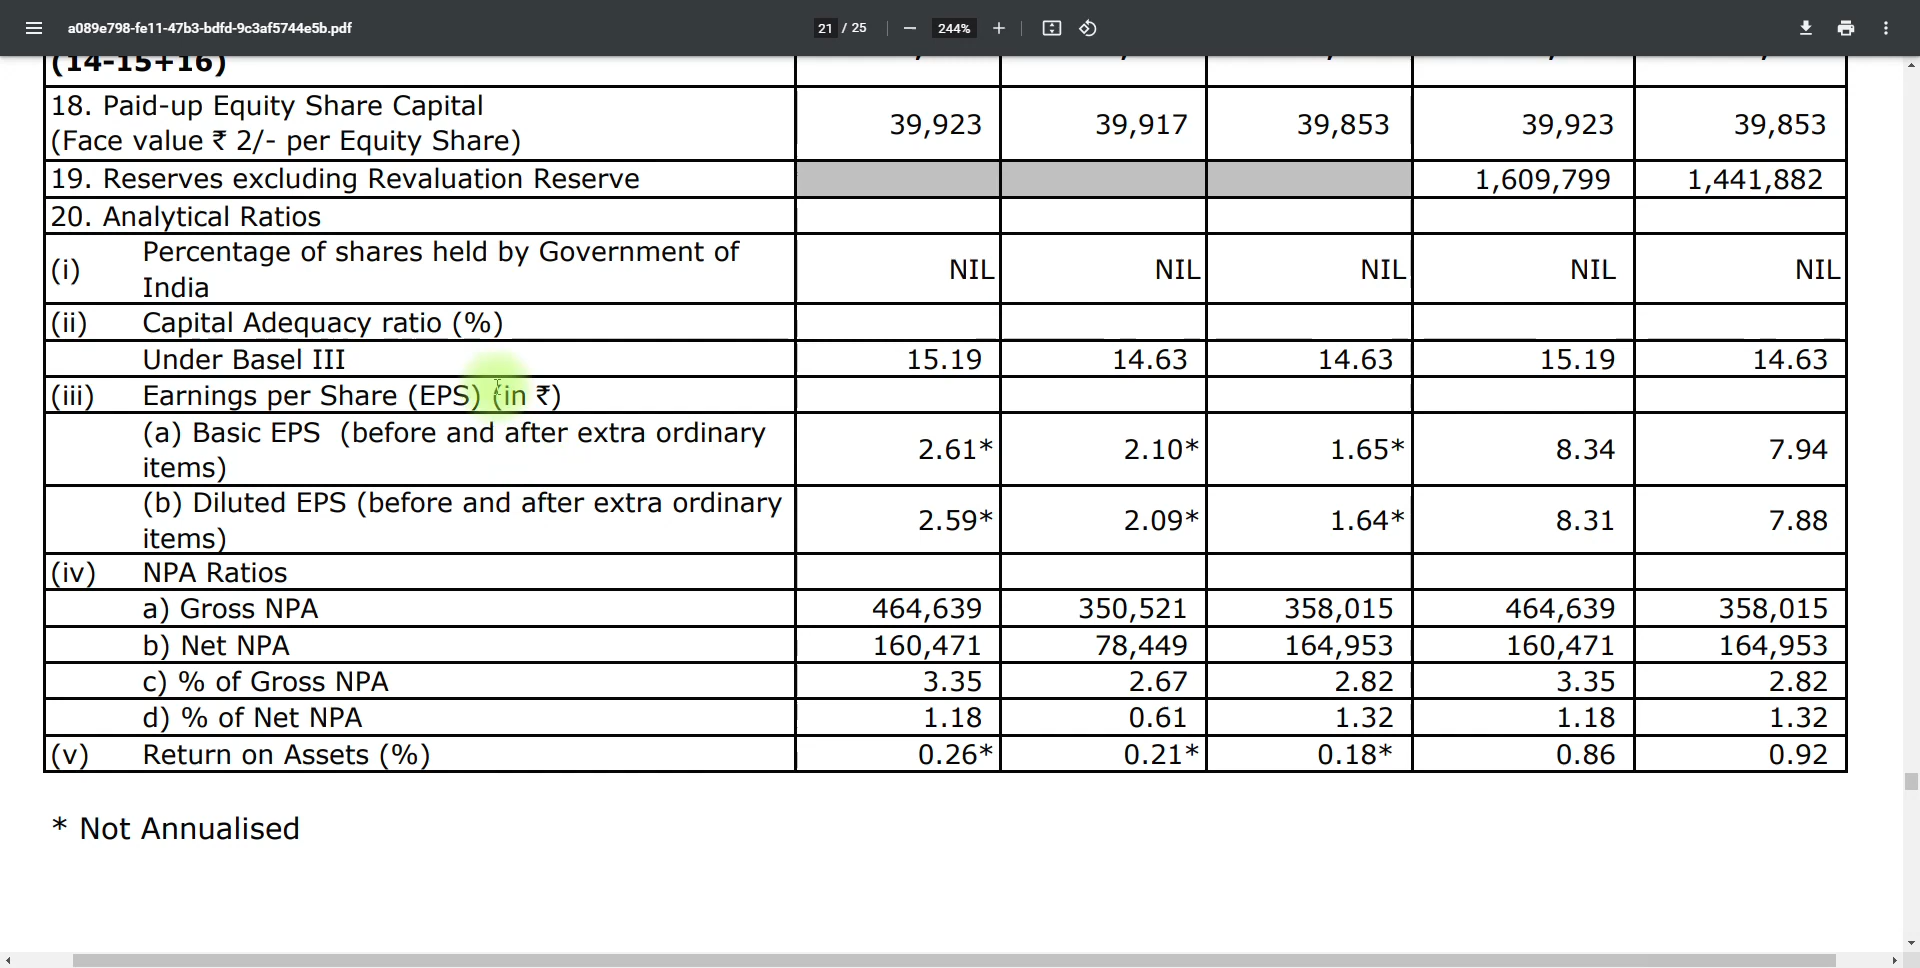 a089e798-fe11-47b3-bdfd-9c3af5744e5b.pdf 21 / 25 244%
(14-15+16)
18. Paid-up Equity Share Capital
(Face value ₹ 2/- per Equity Share) 39,923 39,917 39,853 39,923 39,853
19. Reserves excluding Revaluation Reserve 1,609,799 1,441,882
20. Analytical Ratios
(i) Percentage of shares held by Government of
India NIL NIL NIL NIL NIL
(ii) Capital Adequacy ratio (%)
Under Basel III 15.19 14.63 14.63 15.19 14.63
(iii) Earnings per Share (EPS) (in ₹)
(a) Basic EPS (before and after extra ordinary
items) 2.61* 2.10* 1.65* 8.34 7.94
(b) Diluted EPS (before and after extra ordinary
items) 2.59* 2.09* 1.64* 8.31 7.88
(iv) NPA Ratios
a) Gross NPA 464,639 350,521 358,015 464,639 358,015
b) Net NPA 160,471 78,449 164,953 160,471 164,953
c) % of Gross NPA 3.35 2.67 2.82 3.35 2.82
d) % of Net NPA 1.18 0.61 1.32 1.18 1.32
(v) Return on Assets (%) 0.26* 0.21* 0.18* 0.86 0.92
* Not Annualised